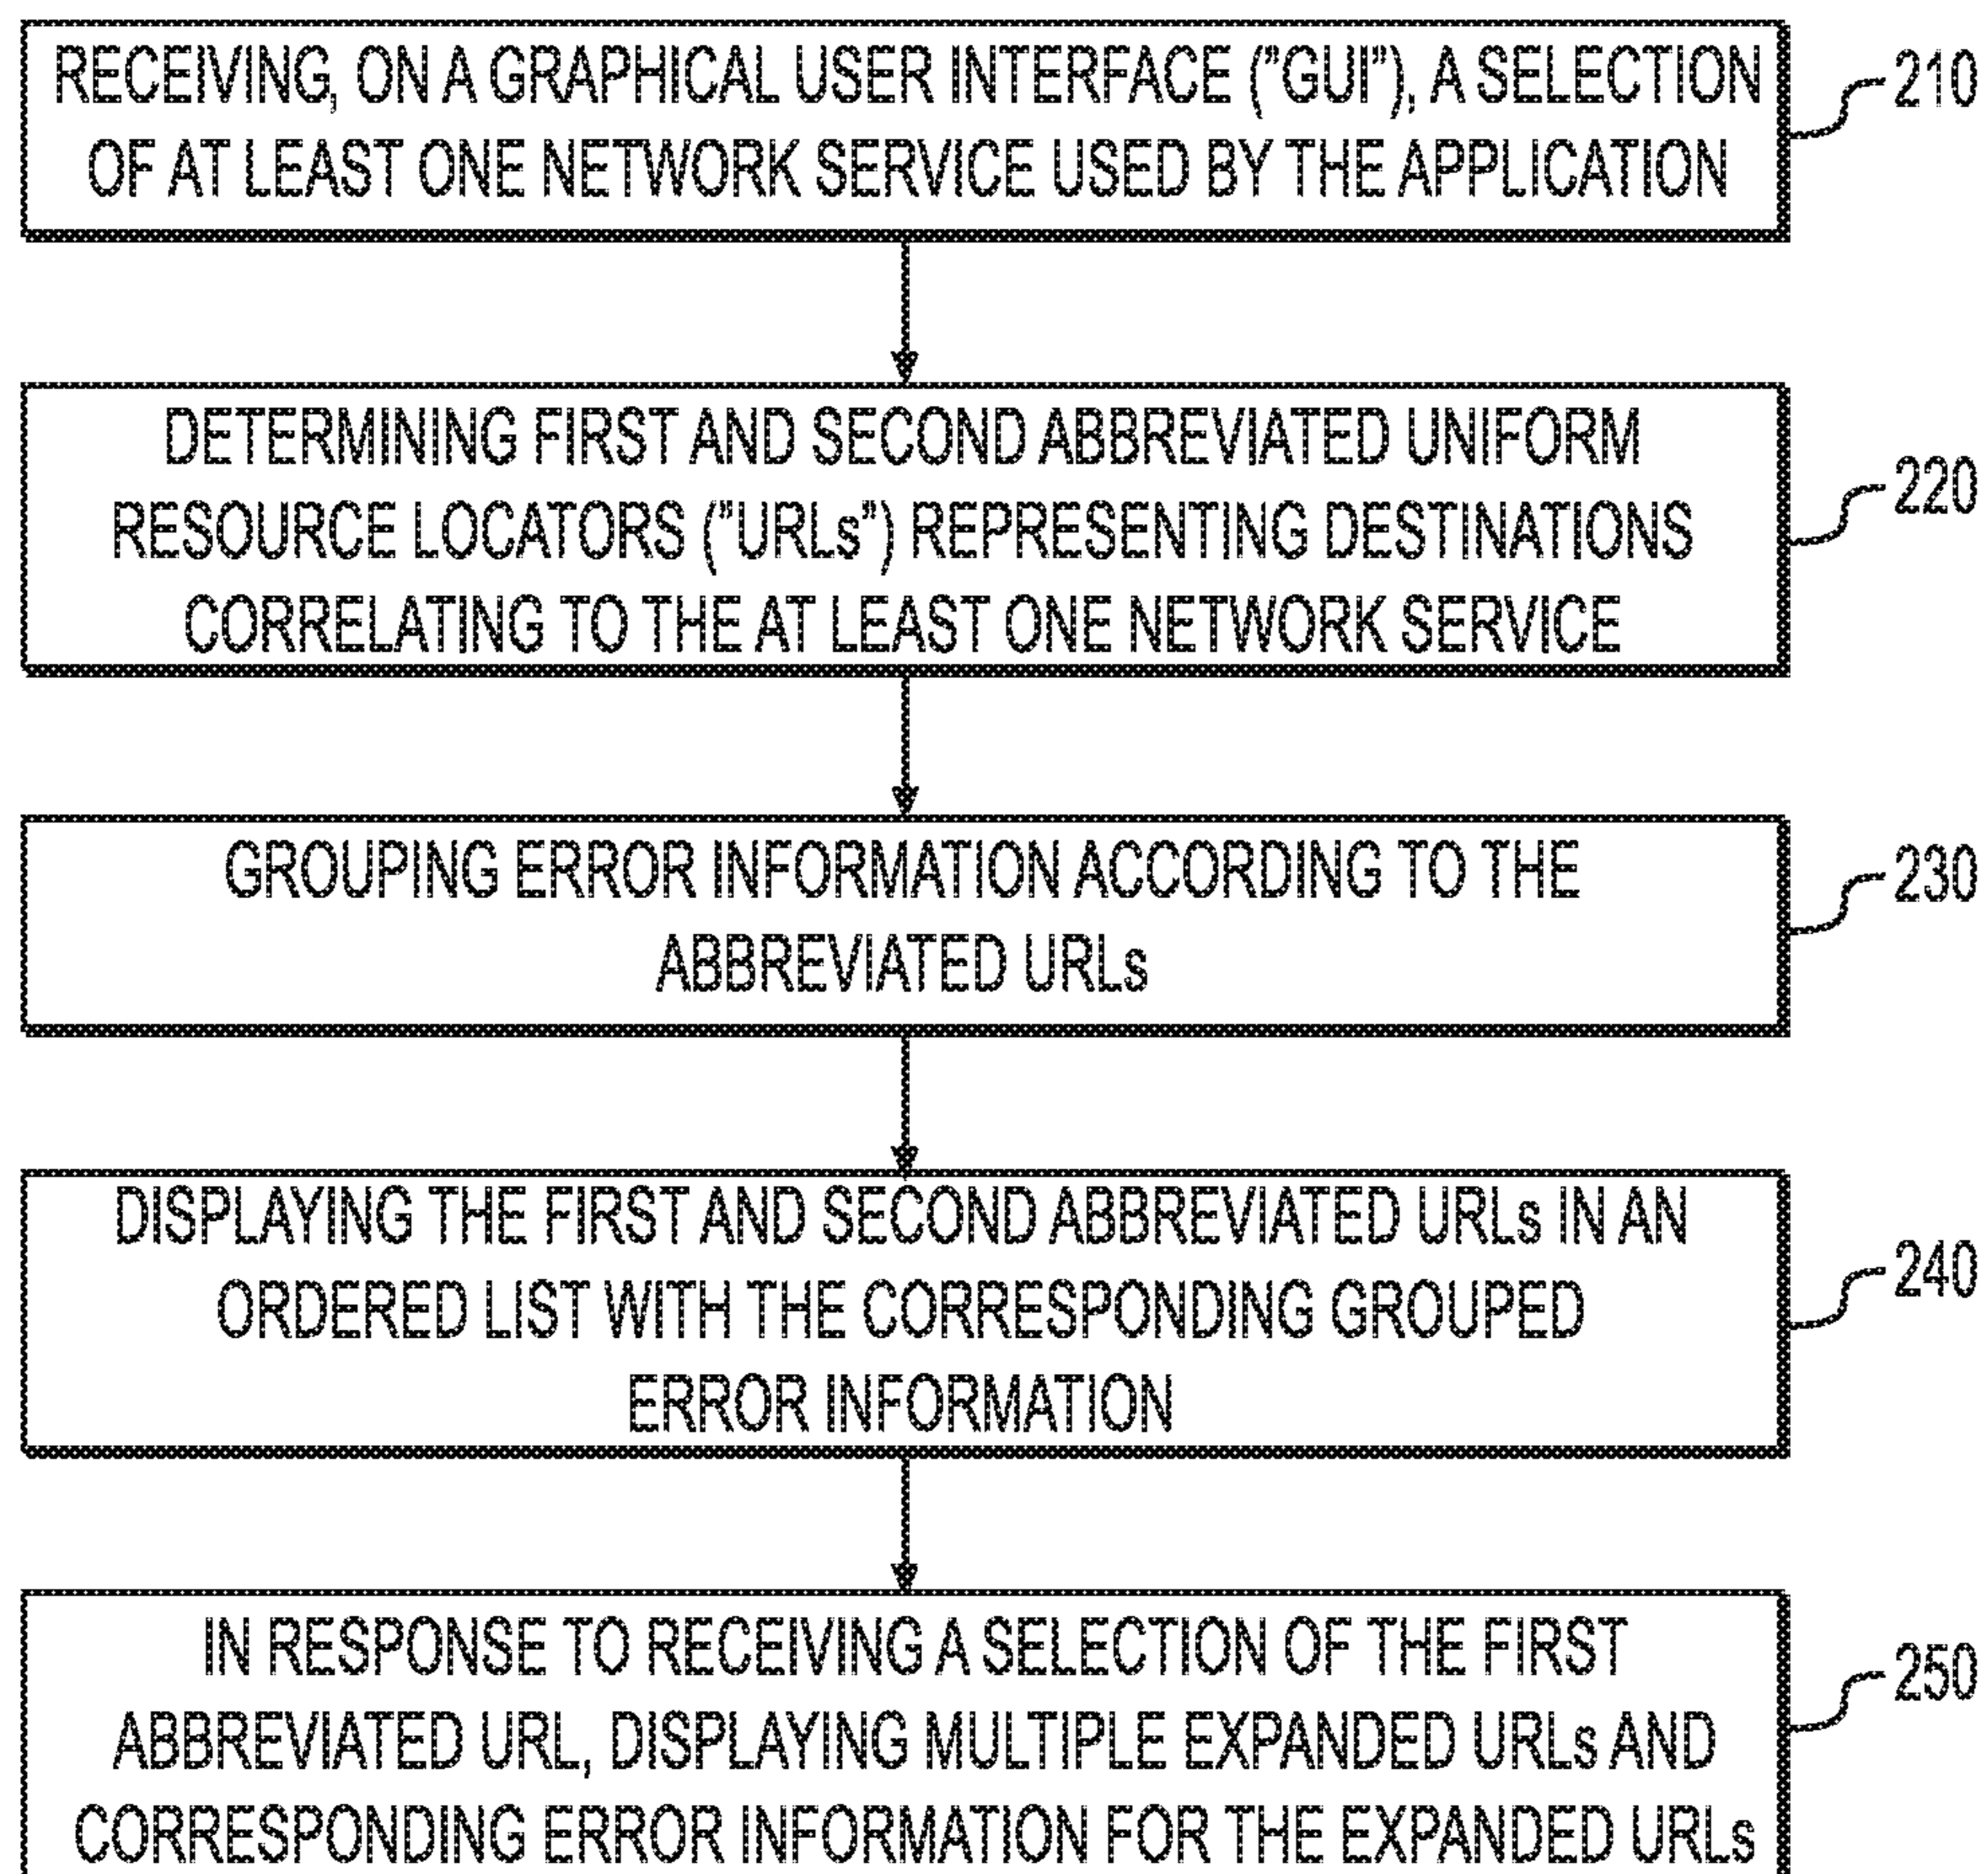 RECEIVING, ON A GRAPHICAL USER INTERFACE ("GUI"), A SELECTION
OF AT LEAST ONE NETWORK SERVICE USED BY THE APPLICATION
210
DETERMINING FIRST AND SECOND ABBREVIATED UNIFORM
RESOURCE LOCATORS ("URLs") REPRESENTING DESTINATIONS
CORRELATING TO THE AT LEAST ONE NETWORK SERVICE
220
GROUPING ERROR INFORMATION ACCORDING TO THE
ABBREVIATED URLs
230
DISPLAYING THE FIRST AND SECOND ABBREVIATED URLs IN AN
ORDERED LIST WITH THE CORRESPONDING GROUPED
ERROR INFORMATION
240
IN RESPONSE TO RECEIVING A SELECTION OF THE FIRST
ABBREVIATED URL, DISPLAYING MULTIPLE EXPANDED URLs AND
CORRESPONDING ERROR INFORMATION FOR THE EXPANDED URLs
250